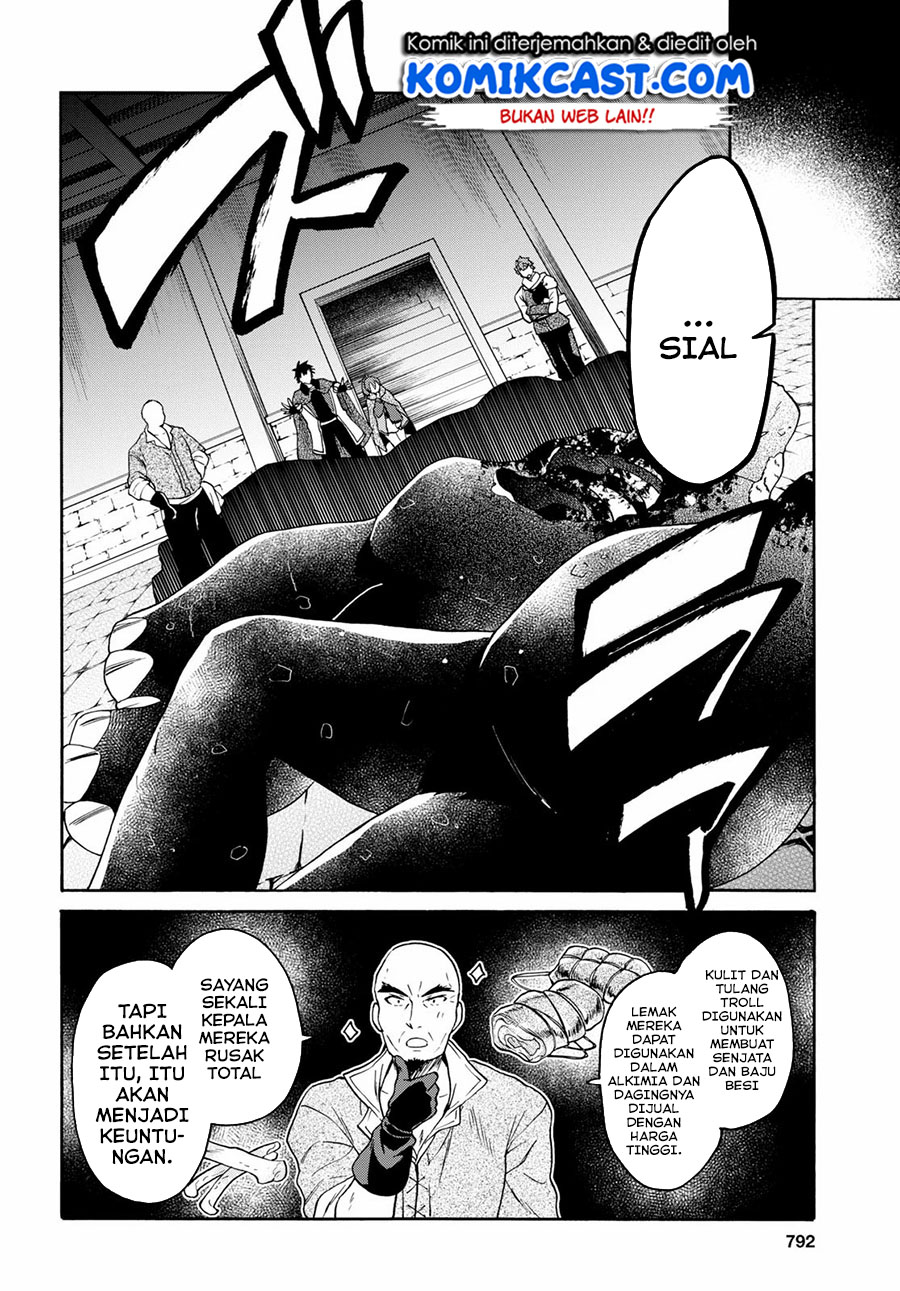 Komik ini diterjemahkan & diedit oleh
KOMIKCAST.COM
BUKAN WEB LAIN!!
...
SIAL
ズ
ズン
KULIT DAN
TULANG
TROLL
DIGUNAKAN
UNTUK
MEMBUAT
SENJATA
DAN BAJU
BESI
LEMAK
MEREKA
DAPAT
DIGUNAKAN
DALAM
ALKIMIA DAN
DAGINGNYA
DIJUAL
DENGAN
HARGA
TINGGI.
SAYANG
SEKALI
KEPALA
MEREKA
RUSAK
TOTAL
TAPI
BAHKAN
SETELAH
ITU, ITU
AKAN
MENJADI
KEUNTU-
NGAN.
792